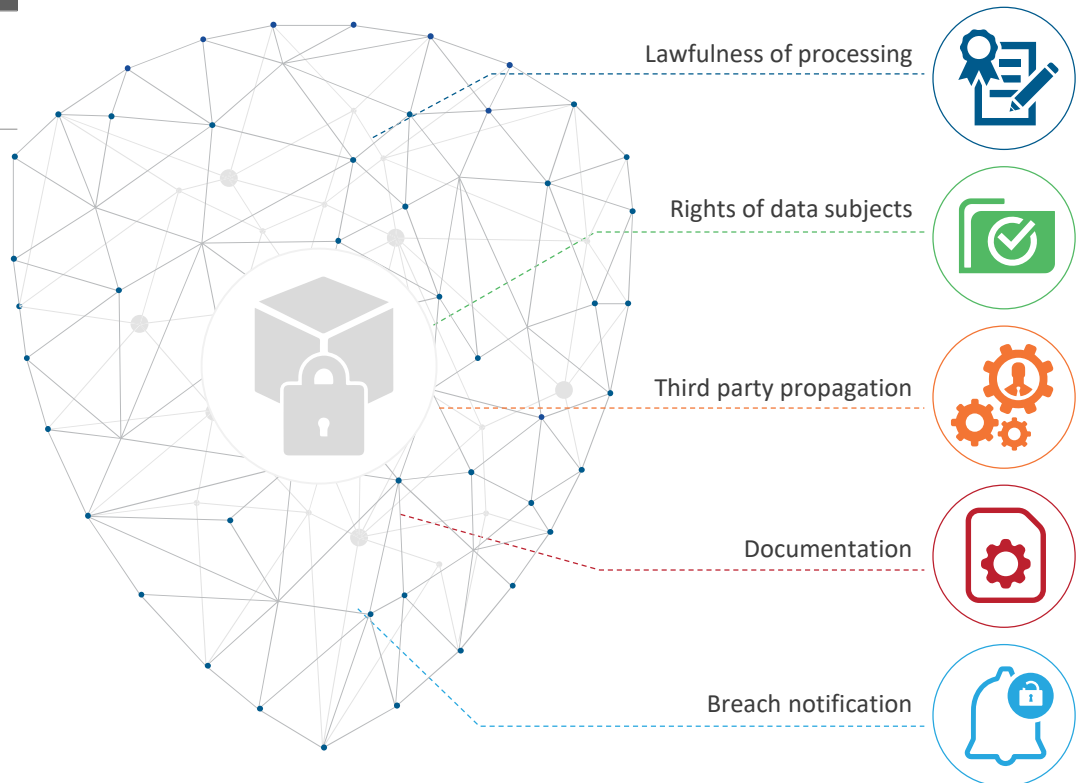 Lawfulness of processing
Rights of data subjects
Third party propagation
Documentation
Breach notification